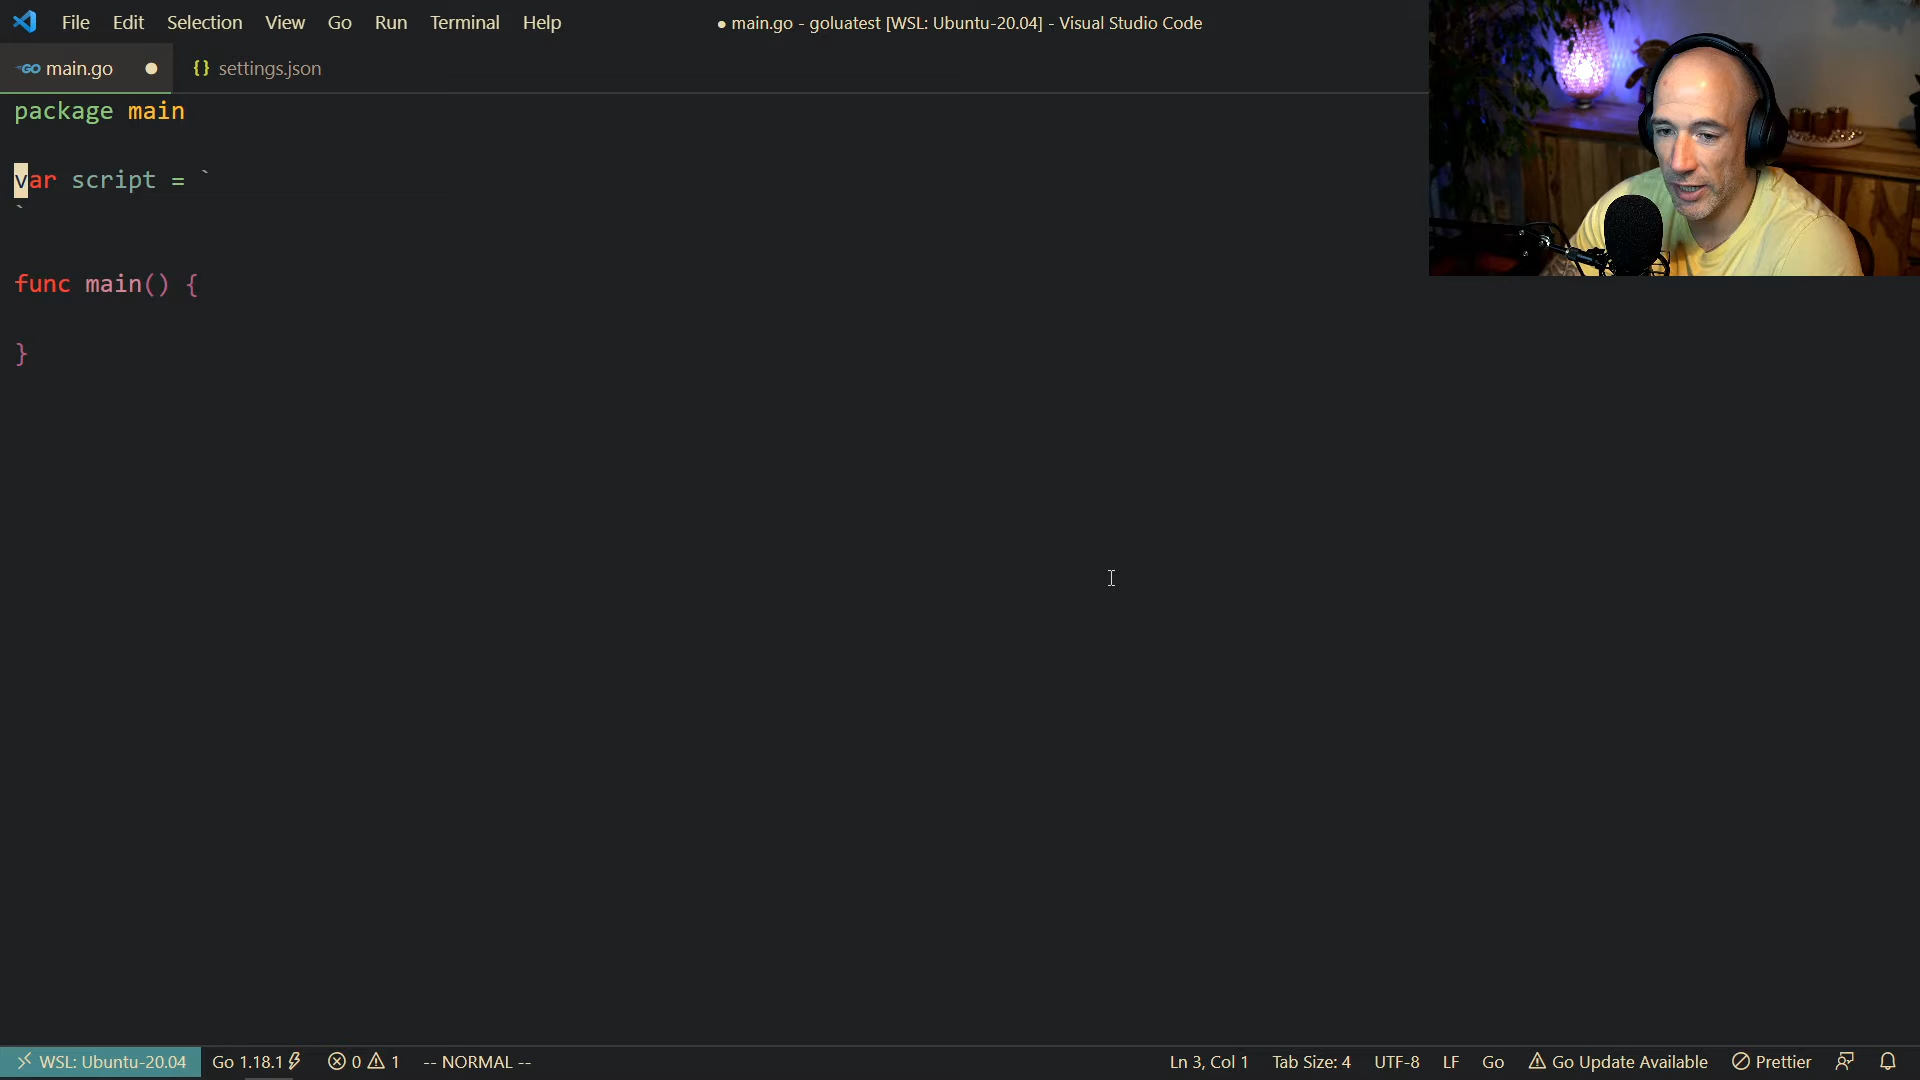 File Edit Selection View Go Run Terminal Help
● main.go - goluatest [WSL: Ubuntu-20.04] - Visual Studio Code
GO main.go ● {} settings.json
package main
var script = `
`
func main() {
}
WSL: Ubuntu-20.04 Go 1.18.1 0 1 -- NORMAL -- Ln 3, Col 1 Tab Size: 4 UTF-8 LF Go Go Update Available Prettier